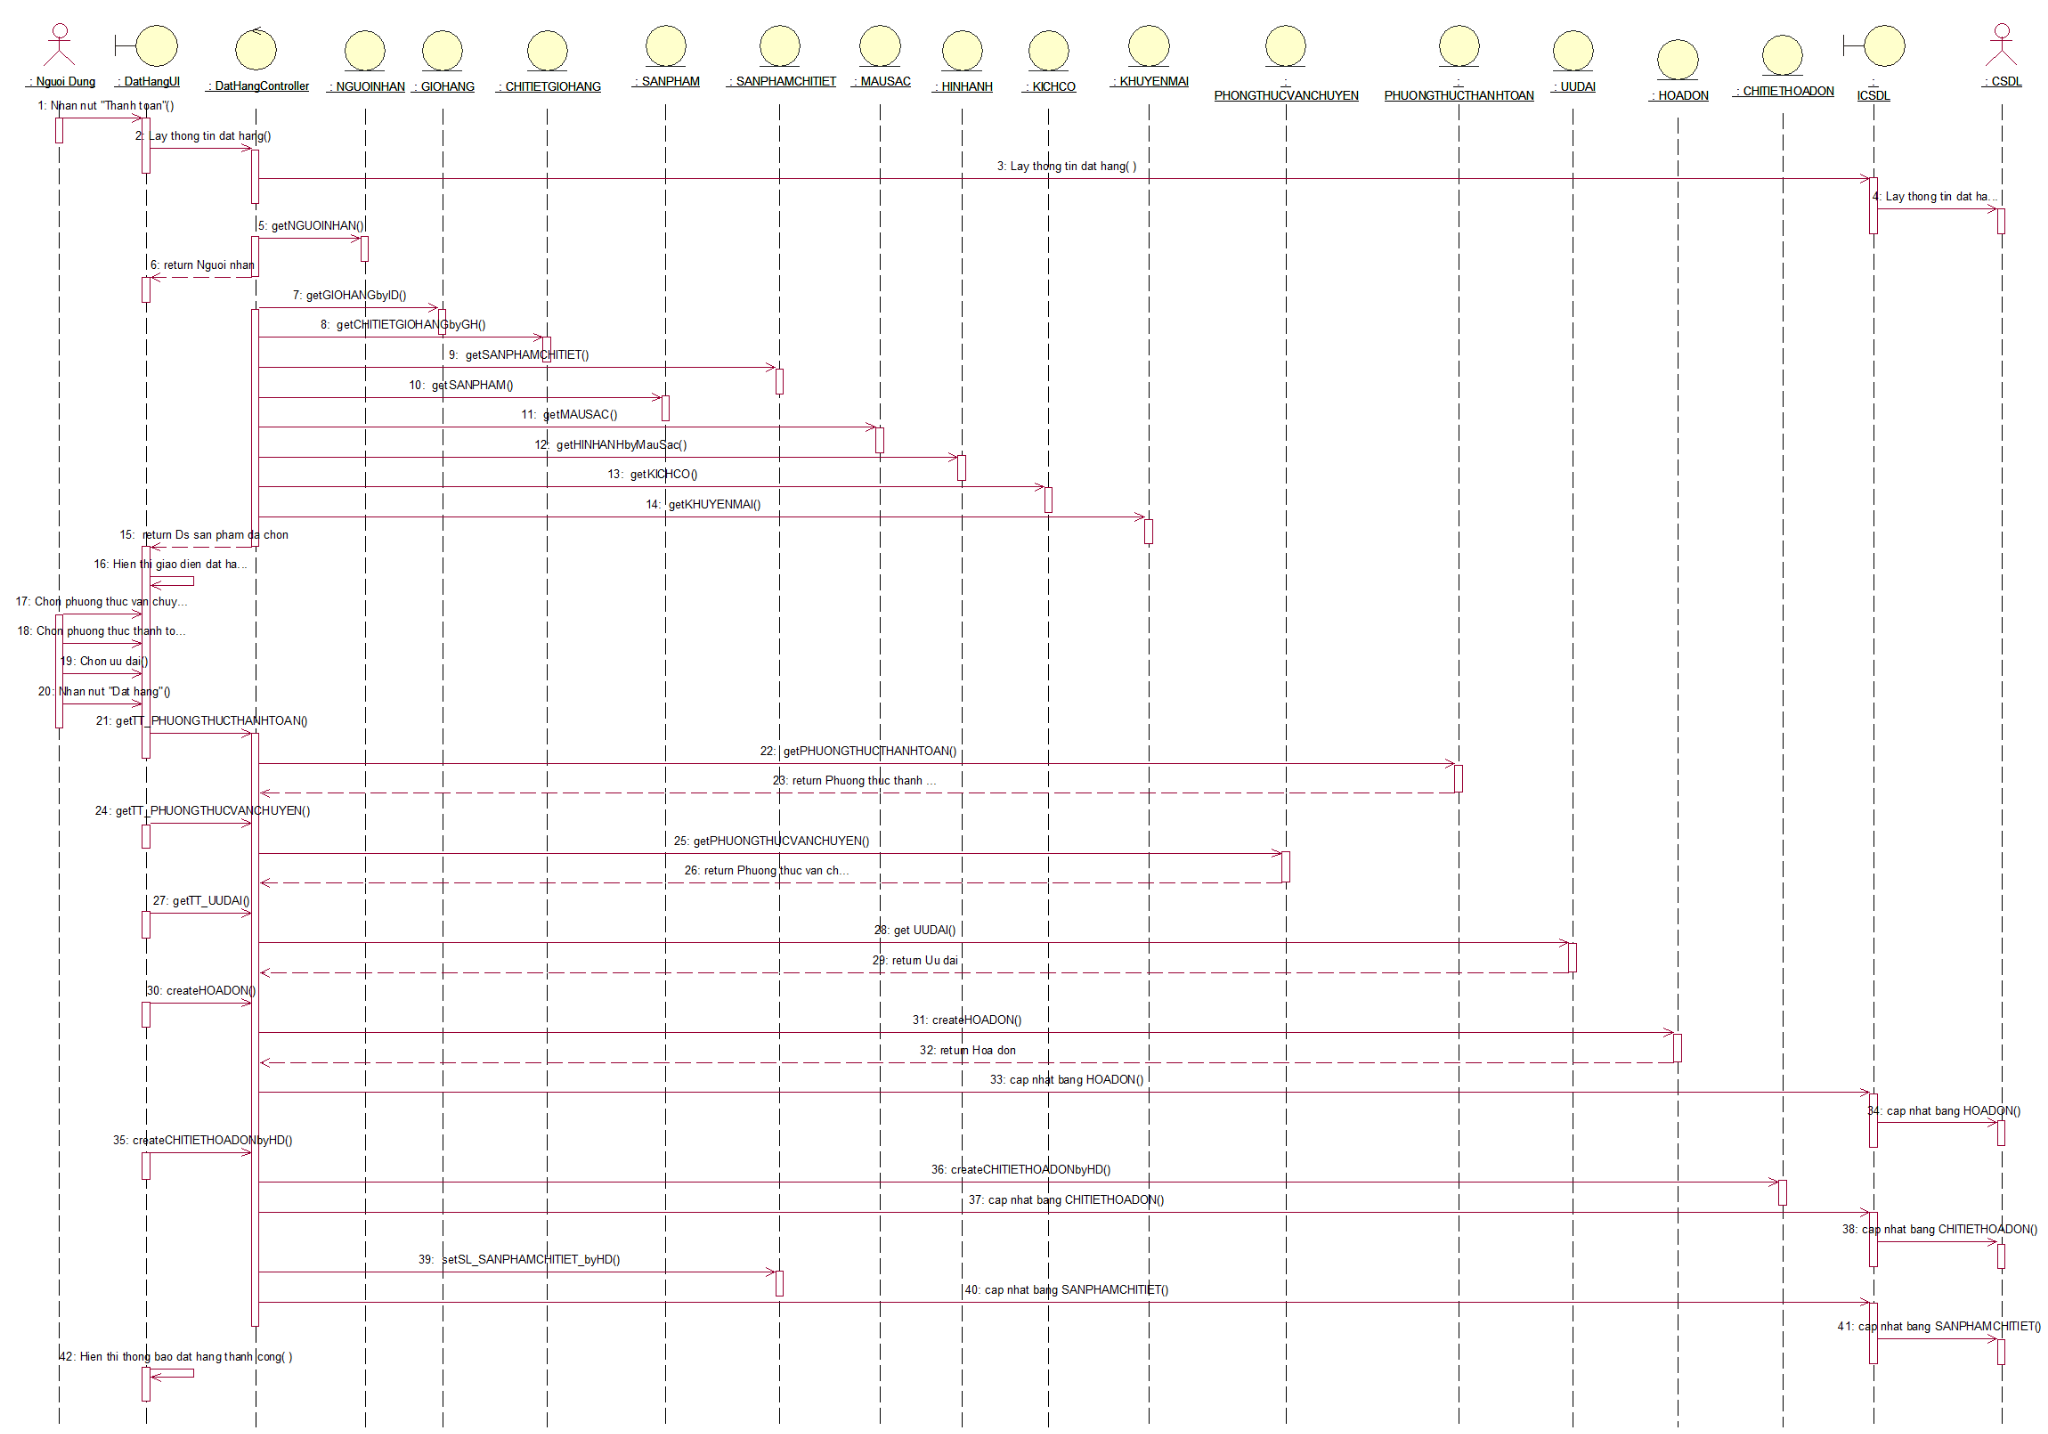 : Nguoi Dung
: DatHangUI
: DatHangController
: NGUOINHAN
: GIOHANG
: CHITIETGIOHANG
: SANPHAM
: SANPHAMCHITIET
: MAUSAC
: HINHANH
: KICHCO
: KHUYENMAI
:
PHONGTHUCVANCHUYEN
:
PHUONGTHUCTHANHTOAN
: UUDAI
: HOADON
: CHITIETHOADON
:
ICSDL
: CSDL
1: Nhan nut "Thanh toan"()
2: Lay thong tin dat hang()
3: Lay thong tin dat hang( )
4: Lay thong tin dat ha...
5: getNGUOINHAN()
6: return Nguoi nhan
7: getGIOHANGbyID()
8: getCHITIETGIOHANGbyGH()
9: getSANPHAMCHITIET()
10: getSANPHAM()
11: getMAUSAC()
12: getHINHANHbyMauSac()
13: getKICHCO()
14: getKHUYENMAI()
15: return Ds san pham da chon
16: Hien thi giao dien dat ha...
17: Chon phuong thuc van chuy...
18: Chon phuong thuc thanh to...
19: Chon uu dai()
20: Nhan nut "Dat hang"()
21: getTT_PHUONGTHUCTHANHTOAN()
22: getPHUONGTHUCTHANHTOAN()
23: return Phuong thuc thanh ...
24: getTT_PHUONGTHUCVANCHUYEN()
25: getPHUONGTHUCVANCHUYEN()
26: return Phuong thuc van ch...
27: getTT_UUDAI()
28: get UUDAI()
29: return Uu dai
30: createHOADON()
31: createHOADON()
32: return Hoa don
33: cap nhat bang HOADON()
34: cap nhat bang HOADON()
35: createCHITIETHOADONbyHD()
36: createCHITIETHOADONbyHD()
37: cap nhat bang CHITIETHOADON()
38: cap nhat bang CHITIETHOADON()
39: setSL_SANPHAMCHITIET_byHD()
40: cap nhat bang SANPHAMCHITIET()
41: cap nhat bang SANPHAMCHITIET()
42: Hien thi thong bao dat hang thanh cong( )